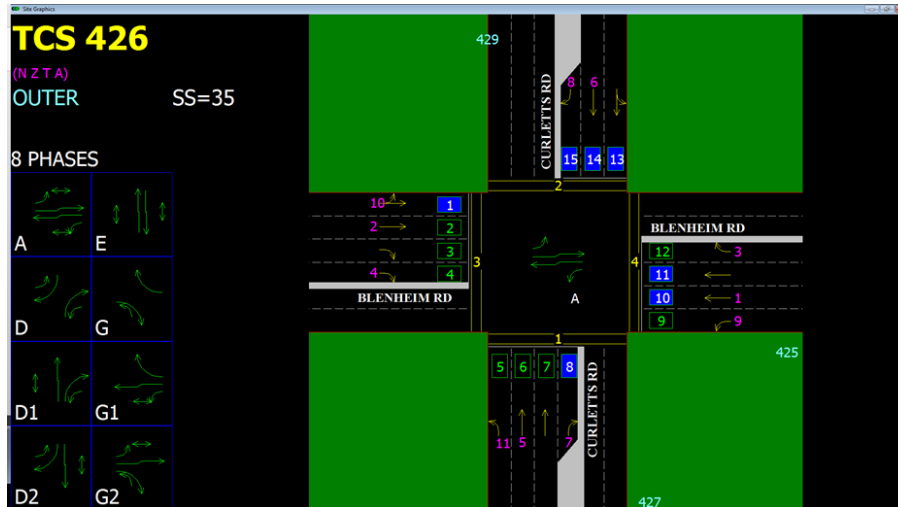 Site Graphics
TCS 426
(N Z T A)
OUTER SS=35
8 PHASES
A E
D G
D1 G1
D2 G2
429
CURLETTS RD
8 6
15 14 13
2
10 1
2 2
3
4 4
3
BLENHEIM RD
A
4
BLENHEIM RD
12 3
11
10 1
9 9
1
5 6 7 8
CURLETTS RD
11 5 7
425
427